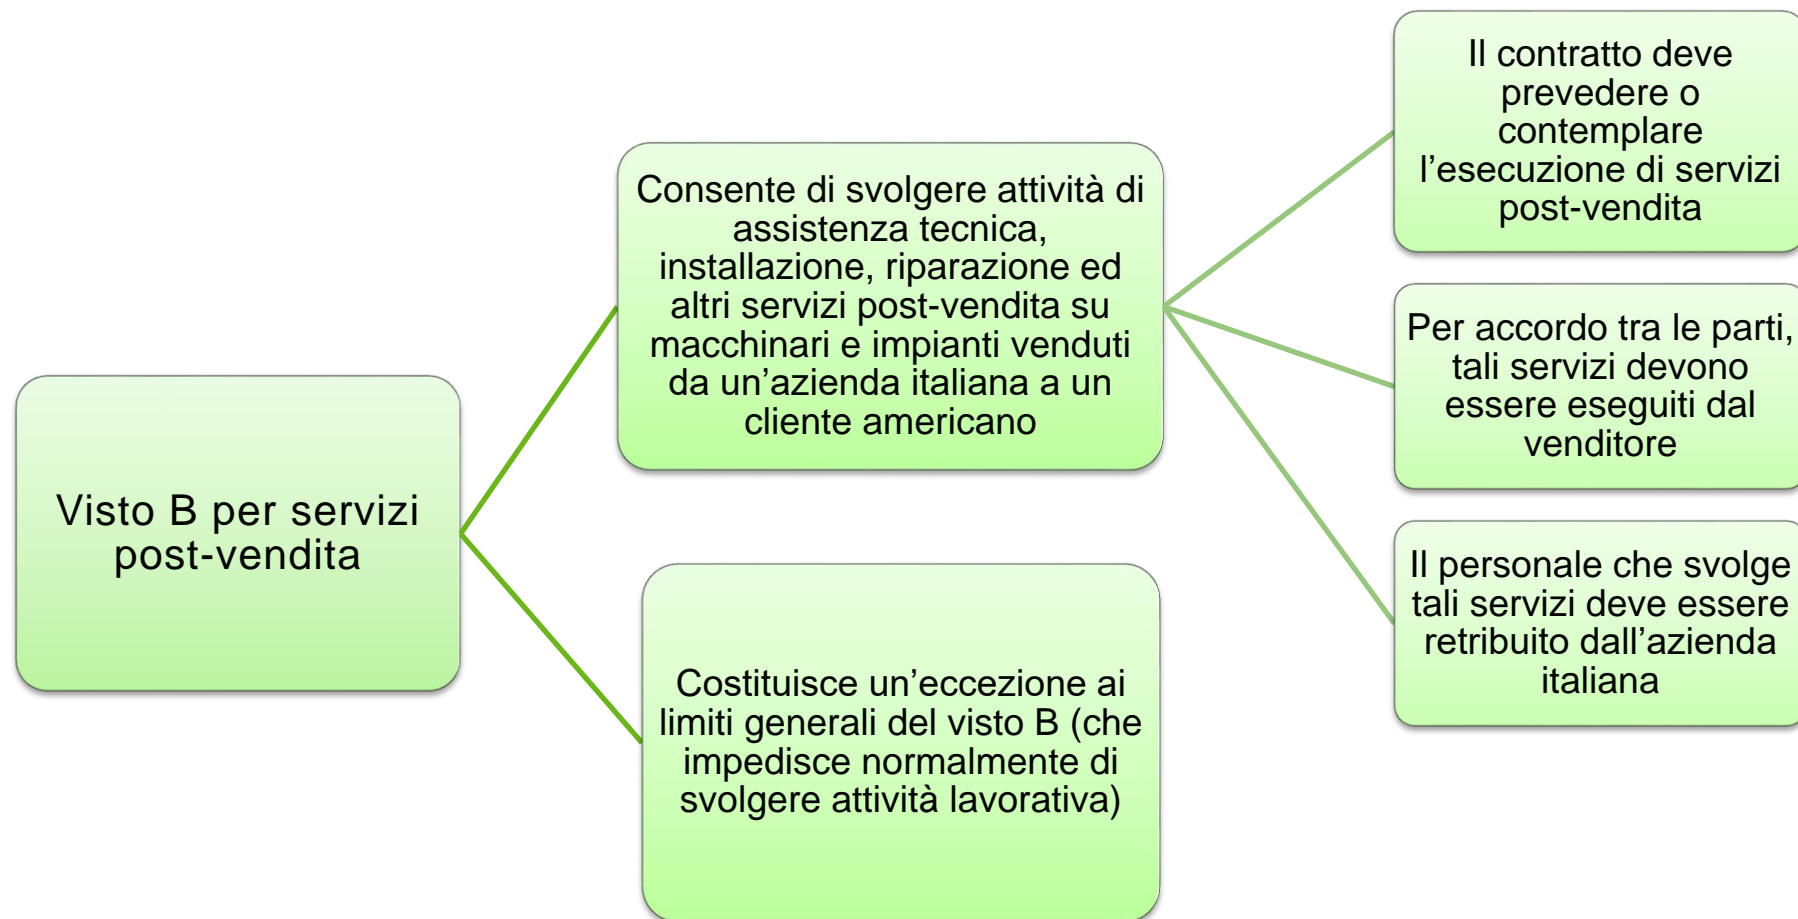 Visto B per servizi
post-vendita
Consente di svolgere attività di
assistenza tecnica,
installazione, riparazione ed
altri servizi post-vendita su
macchinari e impianti venduti
da un’azienda italiana a un
cliente americano
Il contratto deve
prevedere o
contemplare
l’esecuzione di servizi
post-vendita
Per accordo tra le parti,
tali servizi devono
essere eseguiti dal
venditore
Il personale che svolge
tali servizi deve essere
retribuito dall’azienda
italiana
Costituisce un’eccezione ai
limiti generali del visto B (che
impedisce normalmente di
svolgere attività lavorativa)